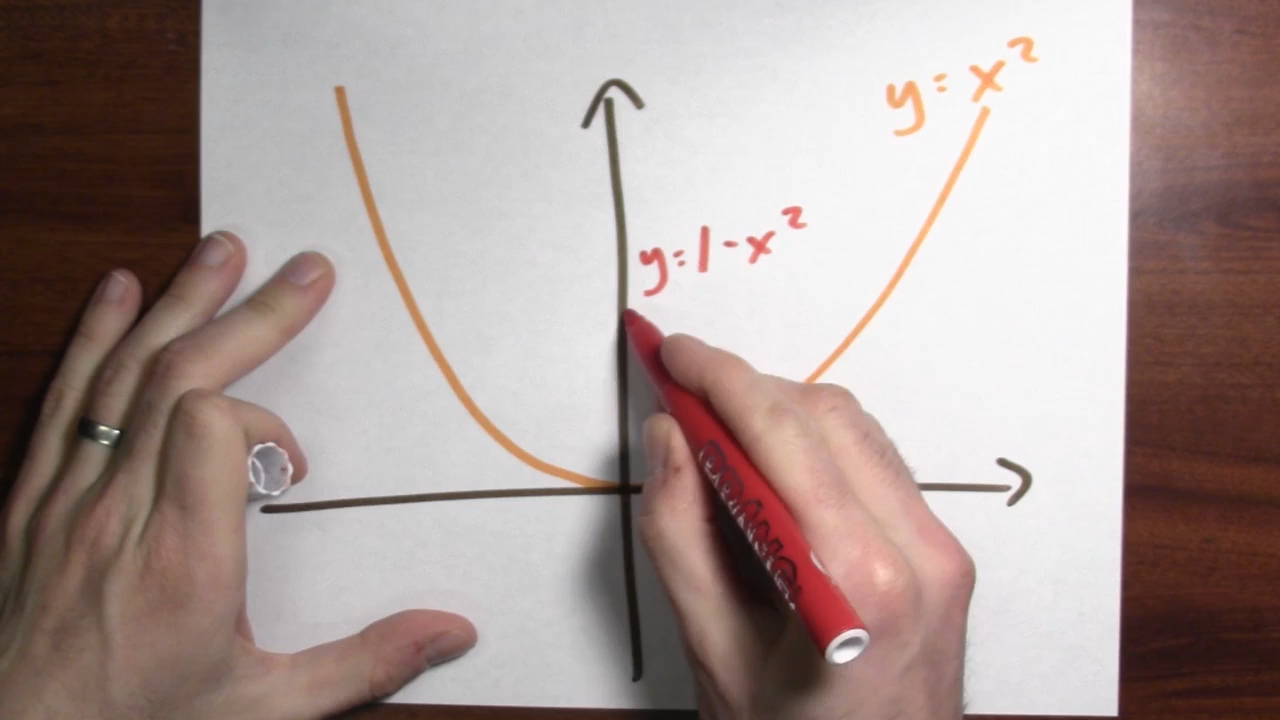 y = x²
y = 1 - x²
ORANGE